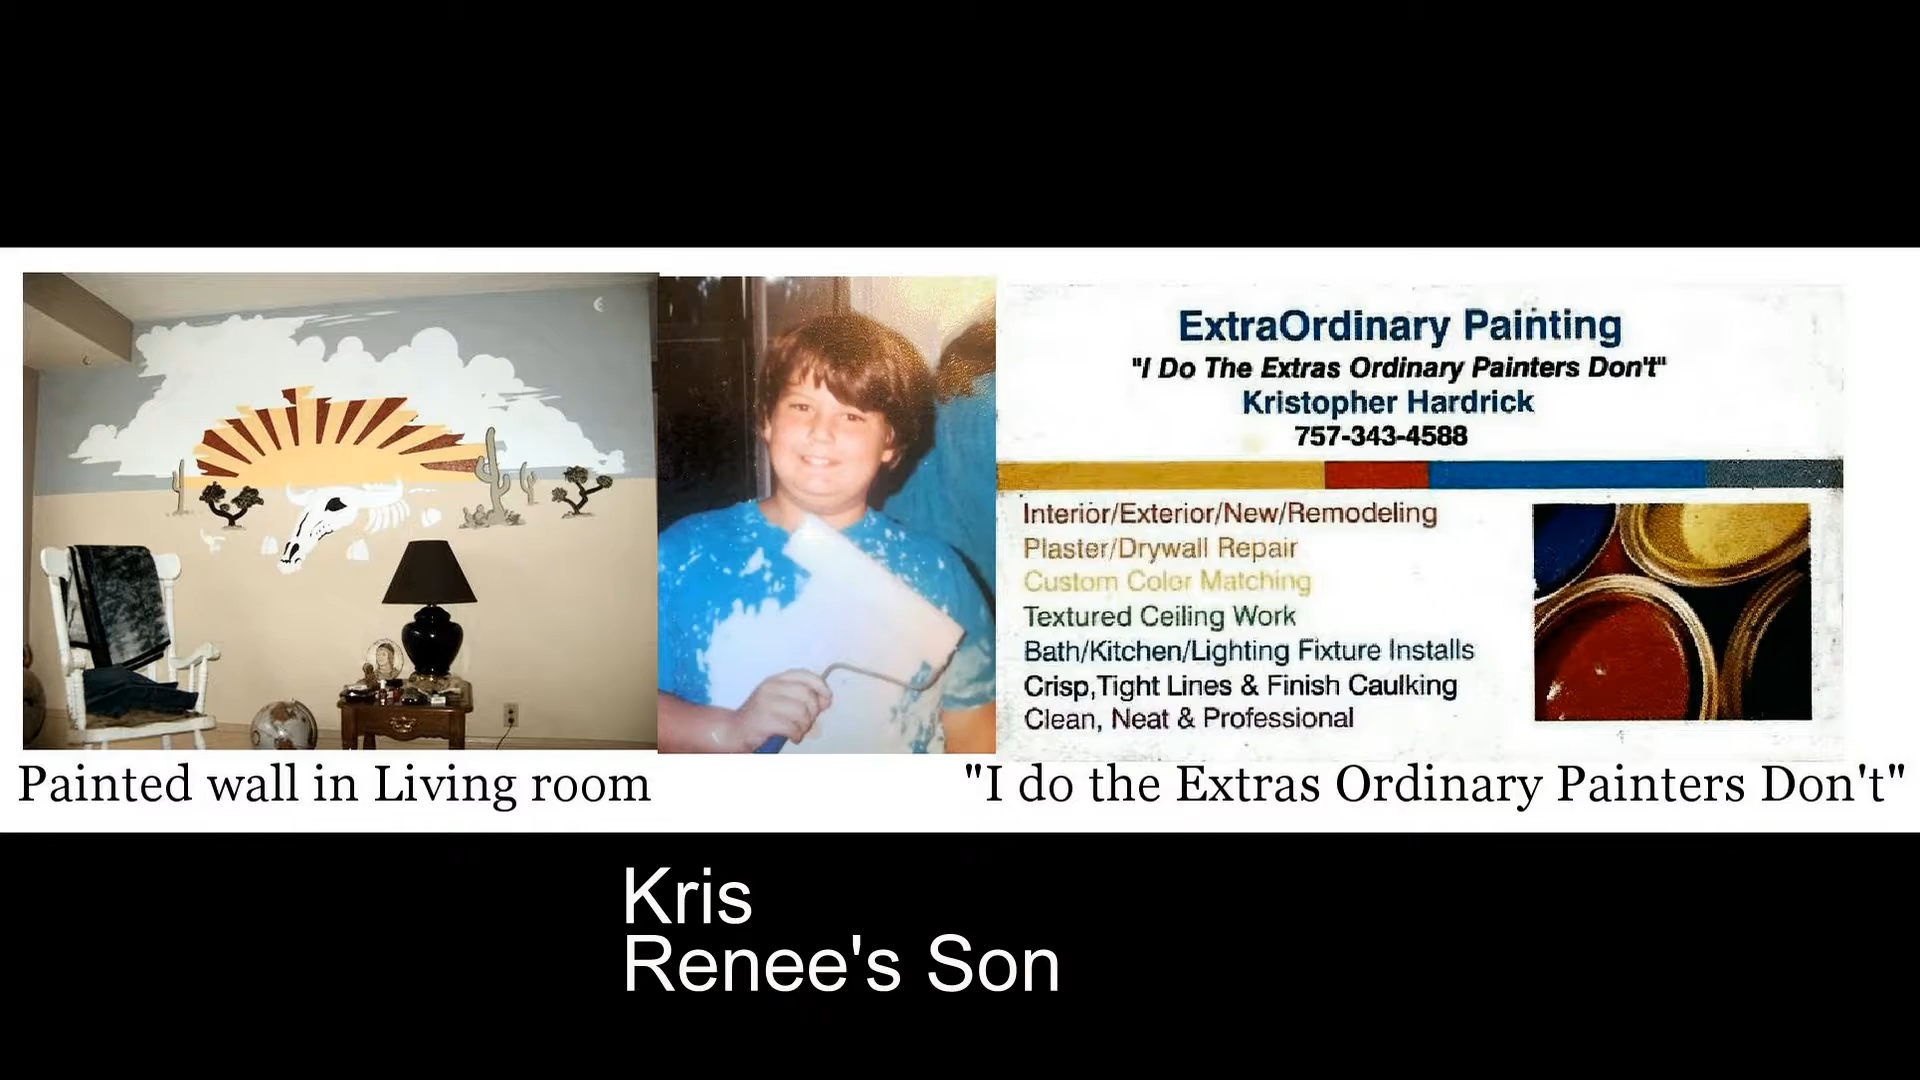 ExtraOrdinary Painting
"I Do The Extras Ordinary Painters Don't"
Kristopher Hardrick
757-343-4588
Interior/Exterior/New/Remodeling
Plaster/Drywall Repair
Custom Color Matching
Textured Ceiling Work
Bath/Kitchen/Lighting Fixture Installs
Crisp,Tight Lines & Finish Caulking
Clean, Neat & Professional
Painted wall in Living room
"I do the Extras Ordinary Painters Don't"
Kris
Renee's Son